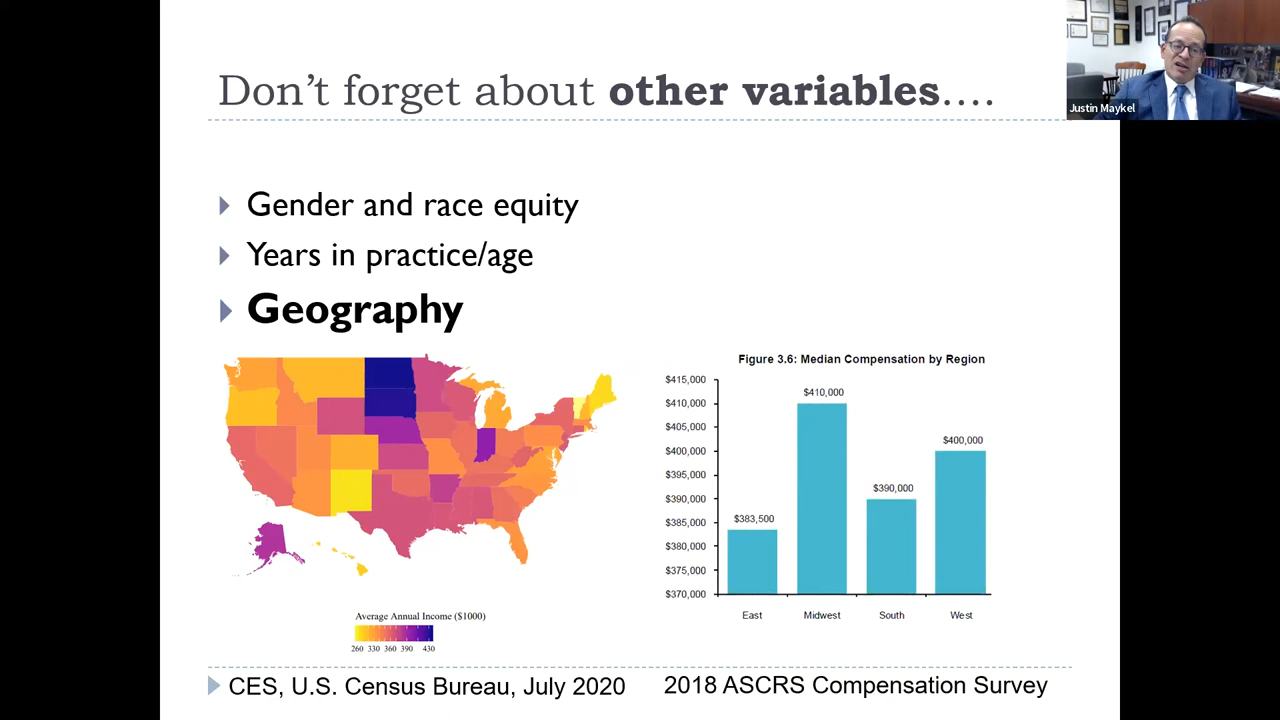 Don't forget about other variables....
Justin Maykel
Gender and race equity
Years in practice/age
Geography
Average Annual Income ($1000)
260 330 360 390 430
Figure 3.6: Median Compensation by Region
$415,000
$410,000
$405,000
$400,000
$395,000
$390,000
$385,000
$380,000
$375,000
$370,000
$383,500
$410,000
$390,000
$400,000
East Midwest South West
CES, U.S. Census Bureau, July 2020
2018 ASCRS Compensation Survey